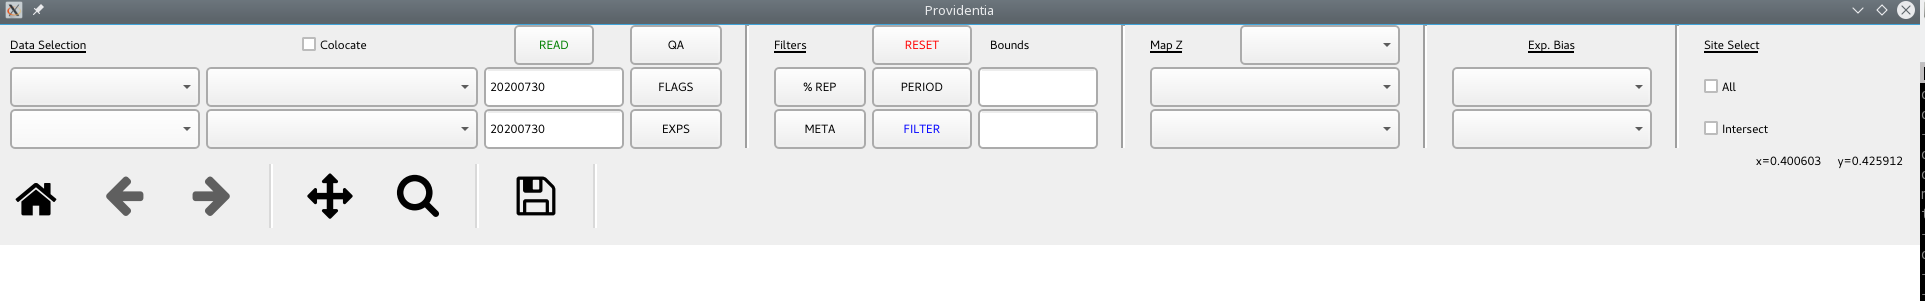 Providentia
Data Selection Colocate READ QA Filters RESET Bounds Map Z Exp. Bias Site Select
20200730 FLAGS % REP PERIOD All
20200730 EXPS META FILTER Intersect
x=0.400603 y=0.425912